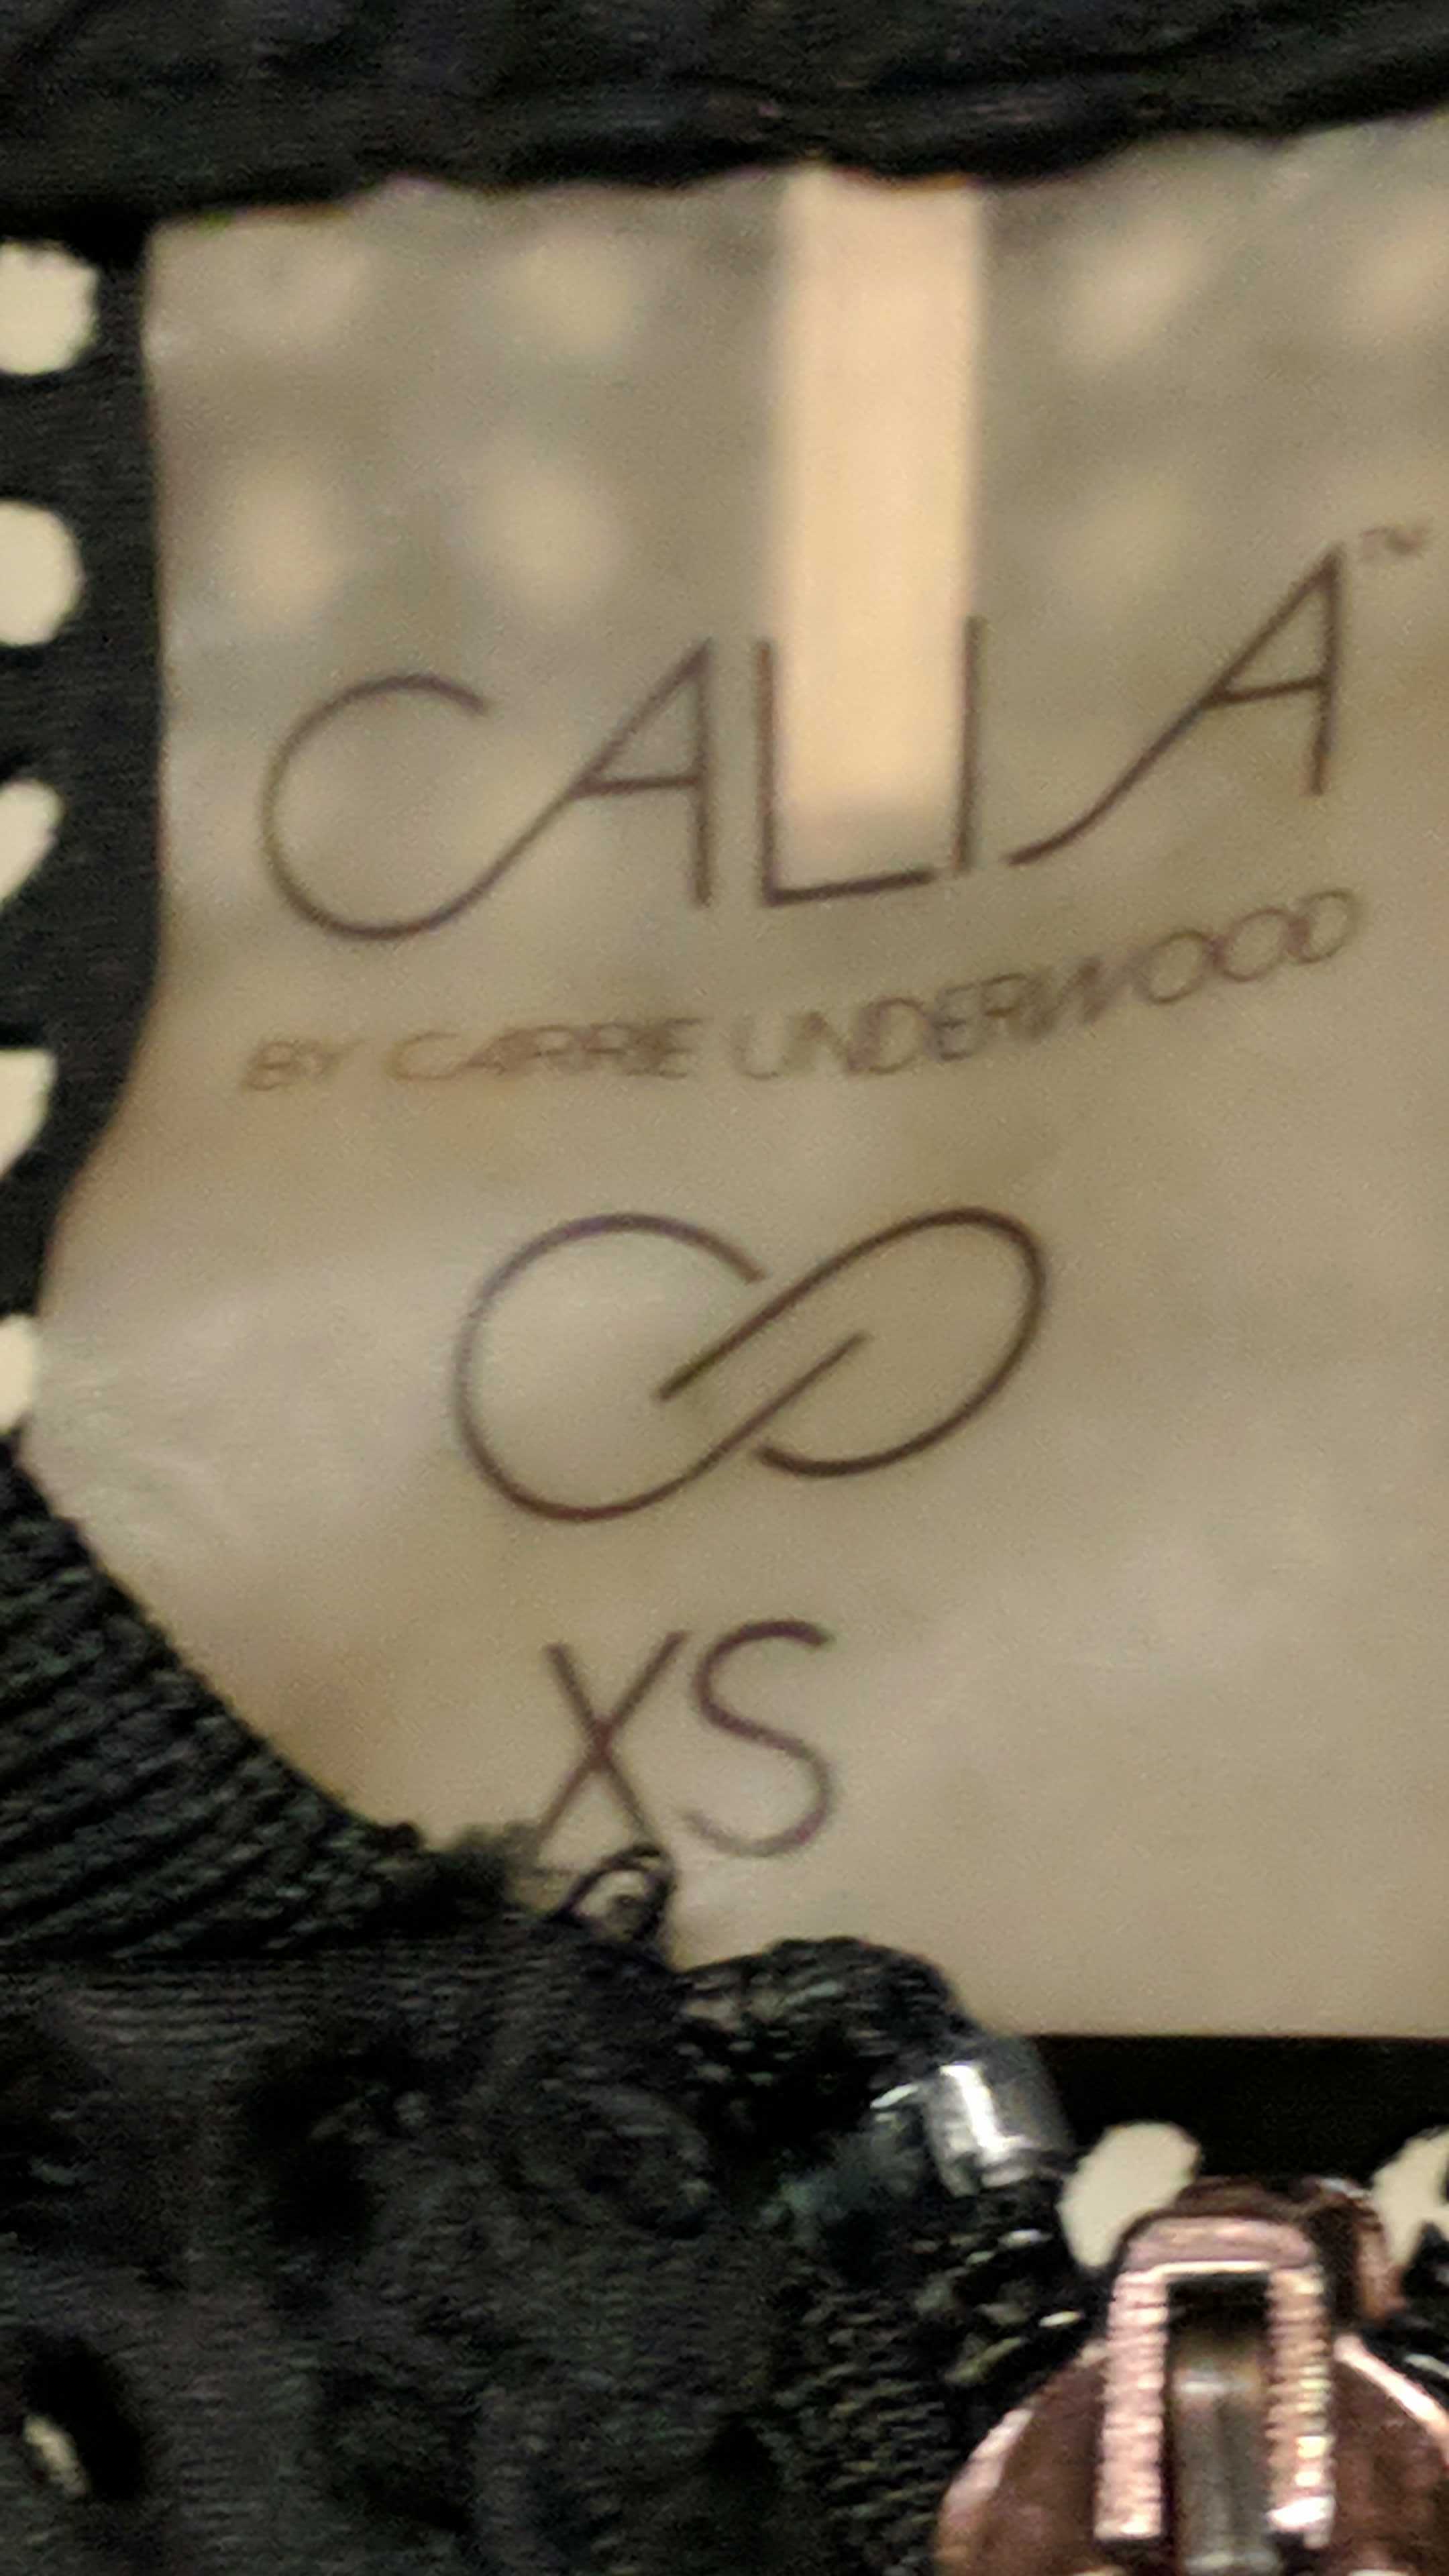 CALIA™
BY CARRIE UNDERWOOD
XS